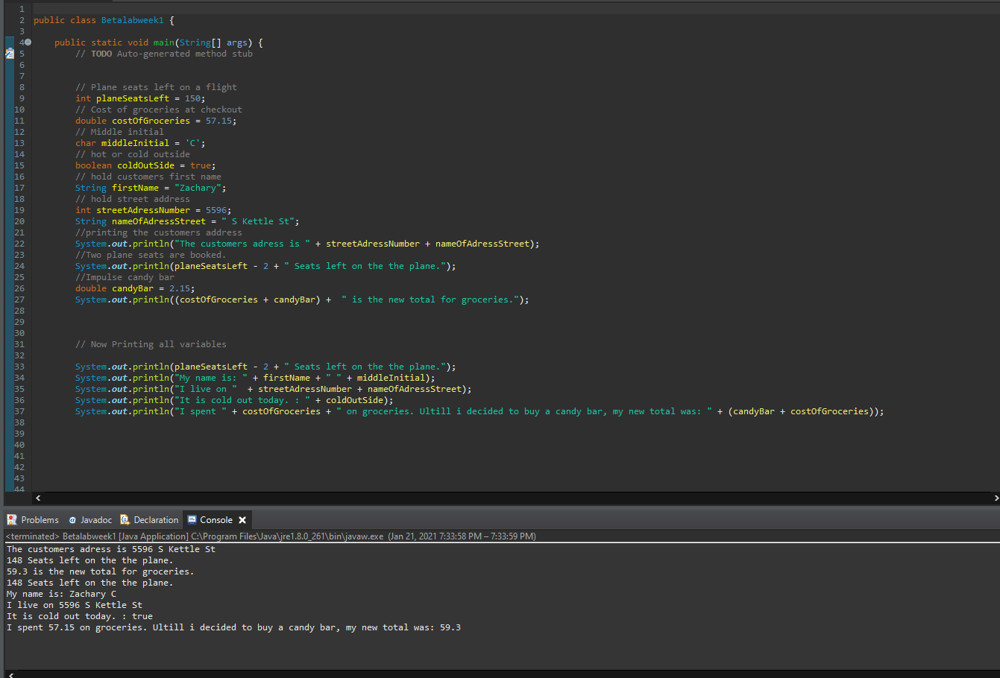 1
2 public class Betalabweek1 {
3
4 public static void main(String[] args) {
5 // TODO Auto-generated method stub
6
7
8 // Plane seats left on a flight
9 int planeSeatsLeft = 150;
10 // Cost of groceries at checkout
11 double costOfGroceries = 57.15;
12 // Middle initial
13 char middleInitial = 'C';
14 // hot or cold outside
15 boolean coldOutSide = true;
16 // hold customers first name
17 String firstName = "Zachary";
18 // hold street address
19 int streetAdressNumber = 5596;
20 String nameOfAdressStreet = " S Kettle St";
21 //printing the customers address
22 System.out.println("The customers adress is " + streetAdressNumber + nameOfAdressStreet);
23 //Two plane seats are booked.
24 System.out.println(planeSeatsLeft - 2 + " Seats left on the the plane.");
25 //Impulse candy bar
26 double candyBar = 2.15;
27 System.out.println((costOfGroceries + candyBar) +  " is the new total for groceries.");
28
29
30
31 // Now Printing all variables
32
33 System.out.println(planeSeatsLeft - 2 + " Seats left on the the plane.");
34 System.out.println("My name is: " + firstName + " " + middleInitial);
35 System.out.println("I live on "  + streetAdressNumber + nameOfAdressStreet);
36 System.out.println("It is cold out today. : " + coldOutSide);
37 System.out.println("I spent " + costOfGroceries + " on groceries. Ultill i decided to buy a candy bar, my new total was: " + (candyBar + costOfGroceries));
38
39
40
41
42
43
44
Problems @ Javadoc Declaration Console
<terminated> Betalabweek1 [Java Application] C:\Program Files\Java\jre1.8.0_261\bin\javaw.exe (Jan 21, 2021 7:33:58 PM – 7:33:59 PM)
The customers adress is 5596 S Kettle St
148 Seats left on the the plane.
59.3 is the new total for groceries.
148 Seats left on the the plane.
My name is: Zachary C
I live on 5596 S Kettle St
It is cold out today. : true
I spent 57.15 on groceries. Ultill i decided to buy a candy bar, my new total was: 59.3